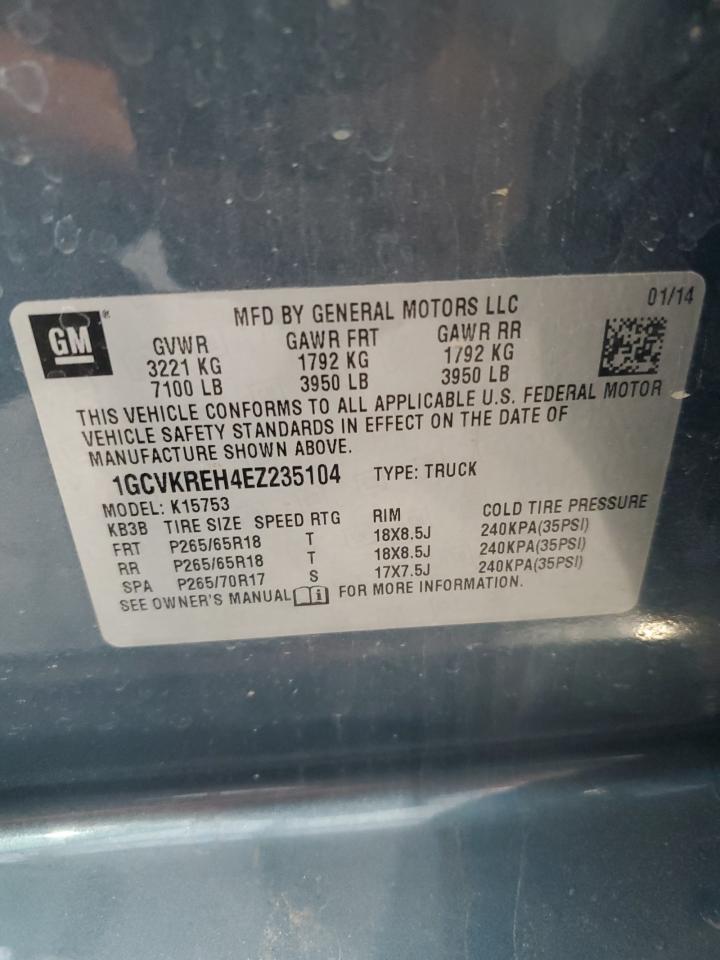 MFD BY GENERAL MOTORS LLC 01/14
GM®
GVWR GAWR FRT GAWR RR
3221 KG 1792 KG 1792 KG
7100 LB 3950 LB 3950 LB
THIS VEHICLE CONFORMS TO ALL APPLICABLE U.S. FEDERAL MOTOR
VEHICLE SAFETY STANDARDS IN EFFECT ON THE DATE OF
MANUFACTURE SHOWN ABOVE.
1GCVKREH4EZ235104 TYPE: TRUCK
MODEL: K15753
KB3B TIRE SIZE SPEED RTG RIM COLD TIRE PRESSURE
FRT P265/65R18 T 18X8.5J 240KPA(35PSI)
RR P265/65R18 T 18X8.5J 240KPA(35PSI)
SPA P265/70R17 S 17X7.5J 240KPA(35PSI)
SEE OWNER'S MANUAL i FOR MORE INFORMATION.